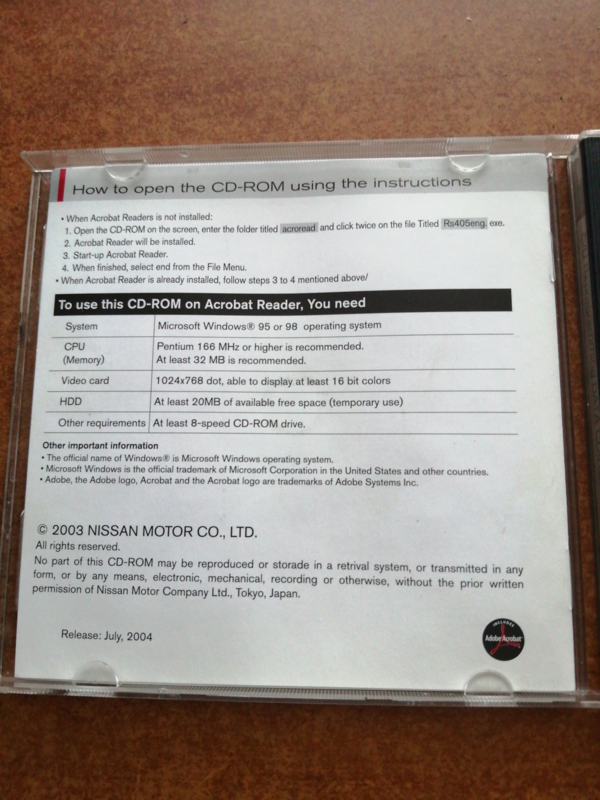 How to open the CD-ROM using the instructions
• When Acrobat Readers is not installed:
1. Open the CD-ROM on the screen, enter the folder titled acroread and click twice on the file Titled Rs405eng. exe.
2. Acrobat Reader will be installed.
3. Start-up Acrobat Reader.
4. When finished, select end from the File Menu.
• When Acrobat Reader is already installed, follow steps 3 to 4 mentioned above/
To use this CD-ROM on Acrobat Reader, You need
System Microsoft Windows® 95 or 98 operating system
CPU Pentium 166 MHz or higher is recommended.
(Memory) At least 32 MB is recommended.
Video card 1024x768 dot, able to display at least 16 bit colors
HDD At least 20MB of available free space (temporary use)
Other requirements At least 8-speed CD-ROM drive.
Other important information
• The official name of Windows® is Microsoft Windows operating system.
• Microsoft Windows is the official trademark of Microsoft Corporation in the United States and other countries.
• Adobe, the Adobe logo, Acrobat and the Acrobat logo are trademarks of Adobe Systems Inc.
© 2003 NISSAN MOTOR CO., LTD.
All rights reserved.
No part of this CD-ROM may be reproduced or storade in a retrival system, or transmitted in any
form, or by any means, electronic, mechanical, recording or otherwise, without the prior written
permission of Nissan Motor Company Ltd., Tokyo, Japan.
Release: July, 2004
INCLUDES
Adobe Acrobat